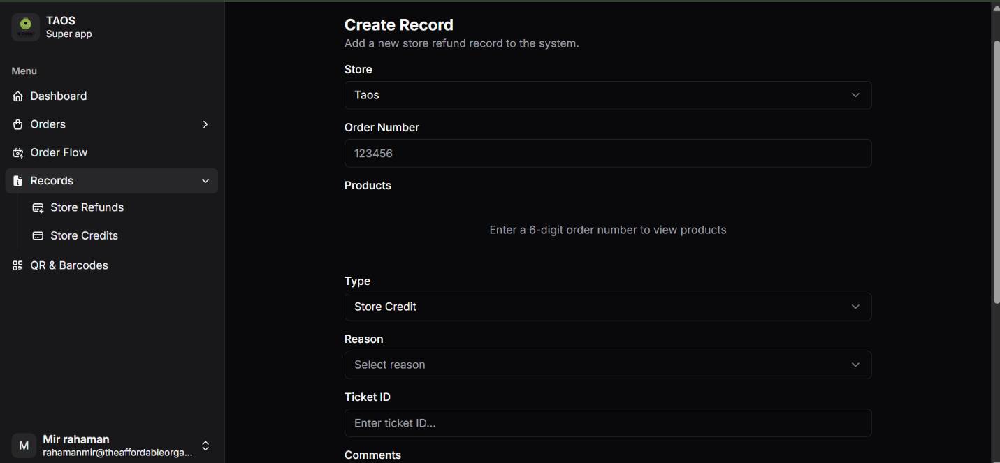 TAOS
Super app
Menu
Dashboard
Orders
Order Flow
Records
Store Refunds
Store Credits
QR & Barcodes
M
Mir rahaman
rahamanmir@theaffordableorga...
Create Record
Add a new store refund record to the system.
Store
Taos
Order Number
123456
Products
Enter a 6-digit order number to view products
Type
Store Credit
Reason
Select reason
Ticket ID
Enter ticket ID...
Comments